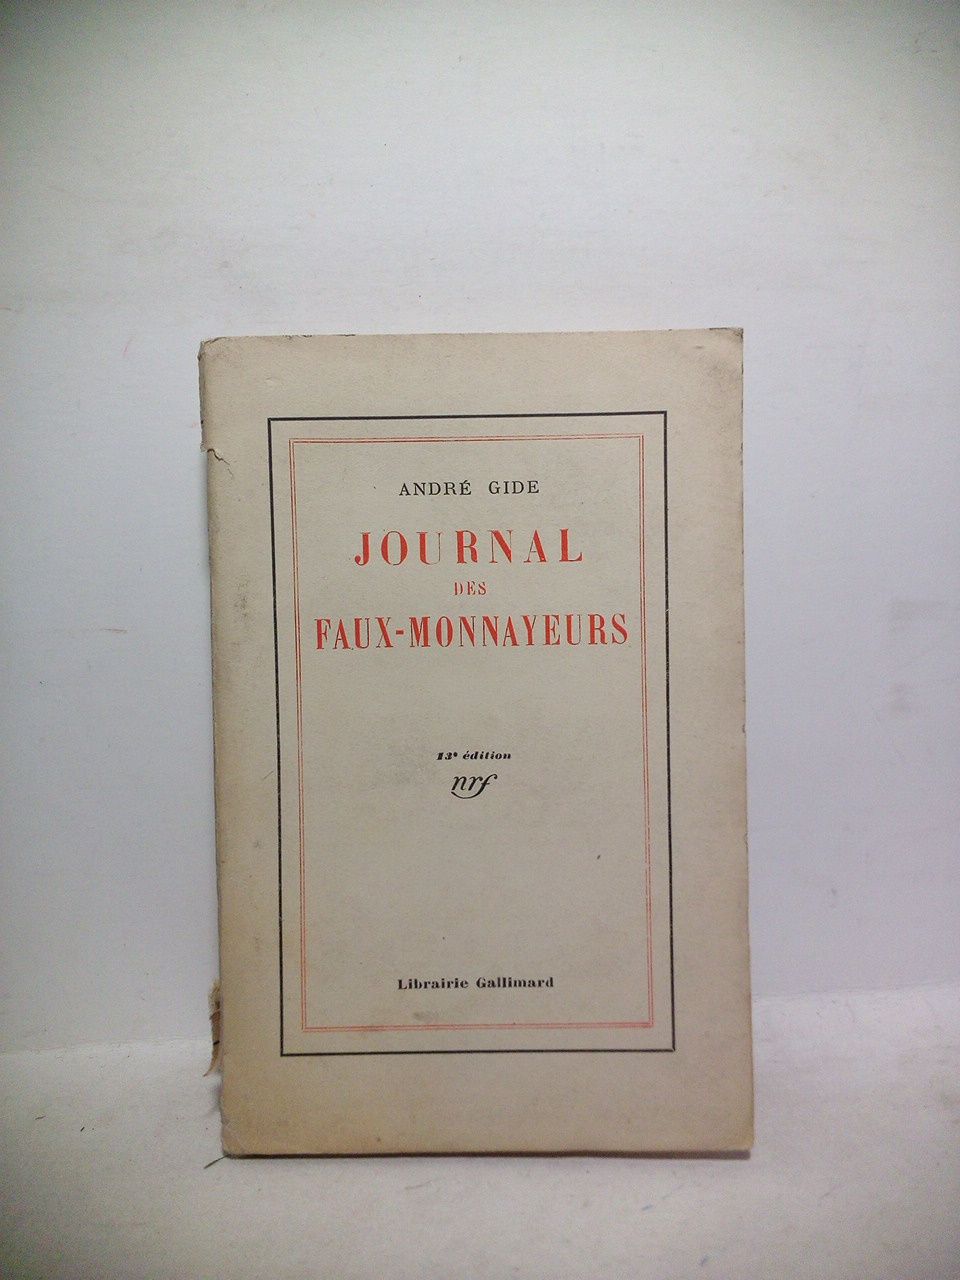 ANDRÉ GIDE
JOURNAL
DES
FAUX-MONNAYEURS
13e édition
nrf
Librairie Gallimard